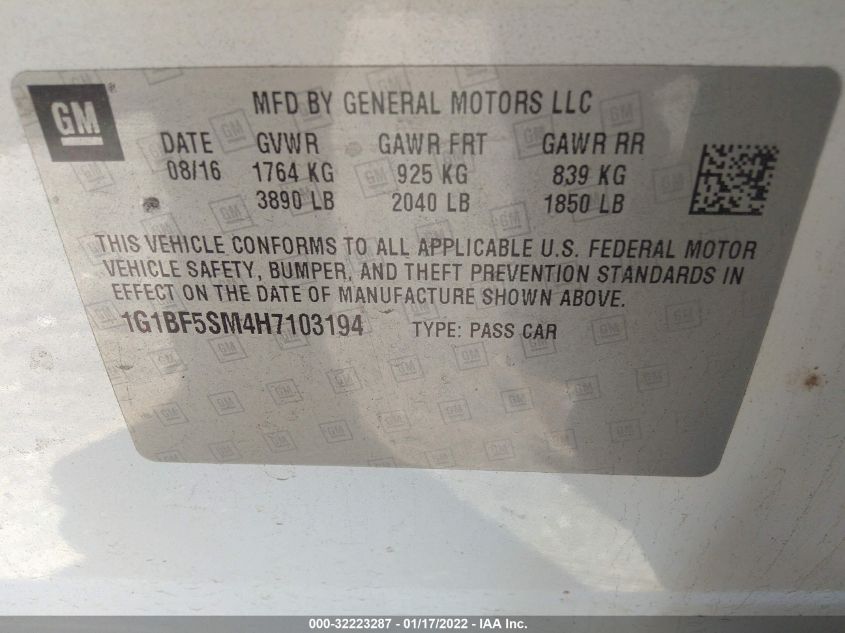 GM
MFD BY GENERAL MOTORS LLC
DATE GVWR GAWR FRT GAWR RR
08/16 1764 KG 925 KG 839 KG
3890 LB 2040 LB 1850 LB
THIS VEHICLE CONFORMS TO ALL APPLICABLE U.S. FEDERAL MOTOR
VEHICLE SAFETY, BUMPER, AND THEFT PREVENTION STANDARDS IN
EFFECT ON THE DATE OF MANUFACTURE SHOWN ABOVE.
1G1BF5SM4H7103194 TYPE: PASS CAR
000-32223287 - 01/17/2022 - IAA Inc.